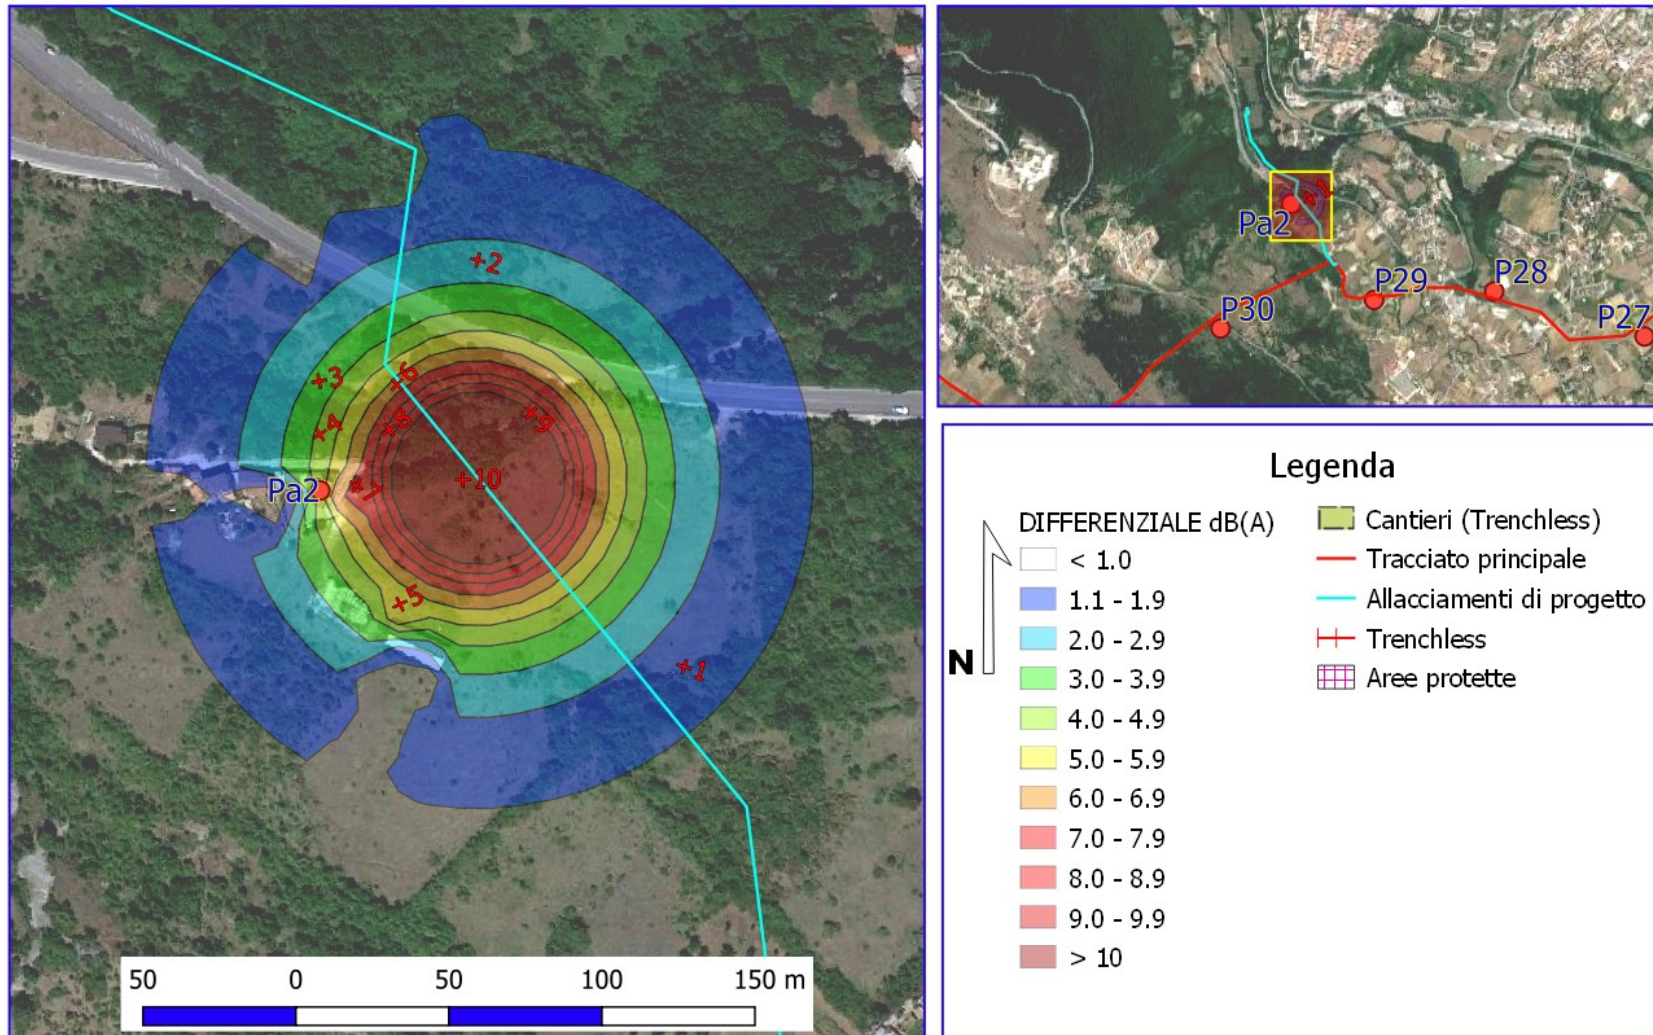 +2
+3
+6
+4
+8
+9
+10
+7
Pa2
+5
+1
50 0 50 100 150 m
+1
Pa2
P30
P29
P28
P27
Legenda
DIFFERENZIALE dB(A)
< 1.0
1.1 - 1.9
2.0 - 2.9
3.0 - 3.9
4.0 - 4.9
5.0 - 5.9
6.0 - 6.9
7.0 - 7.9
8.0 - 8.9
9.0 - 9.9
> 10
N
Cantieri (Trenchless)
Tracciato principale
Allacciamenti di progetto
Trenchless
Aree protette